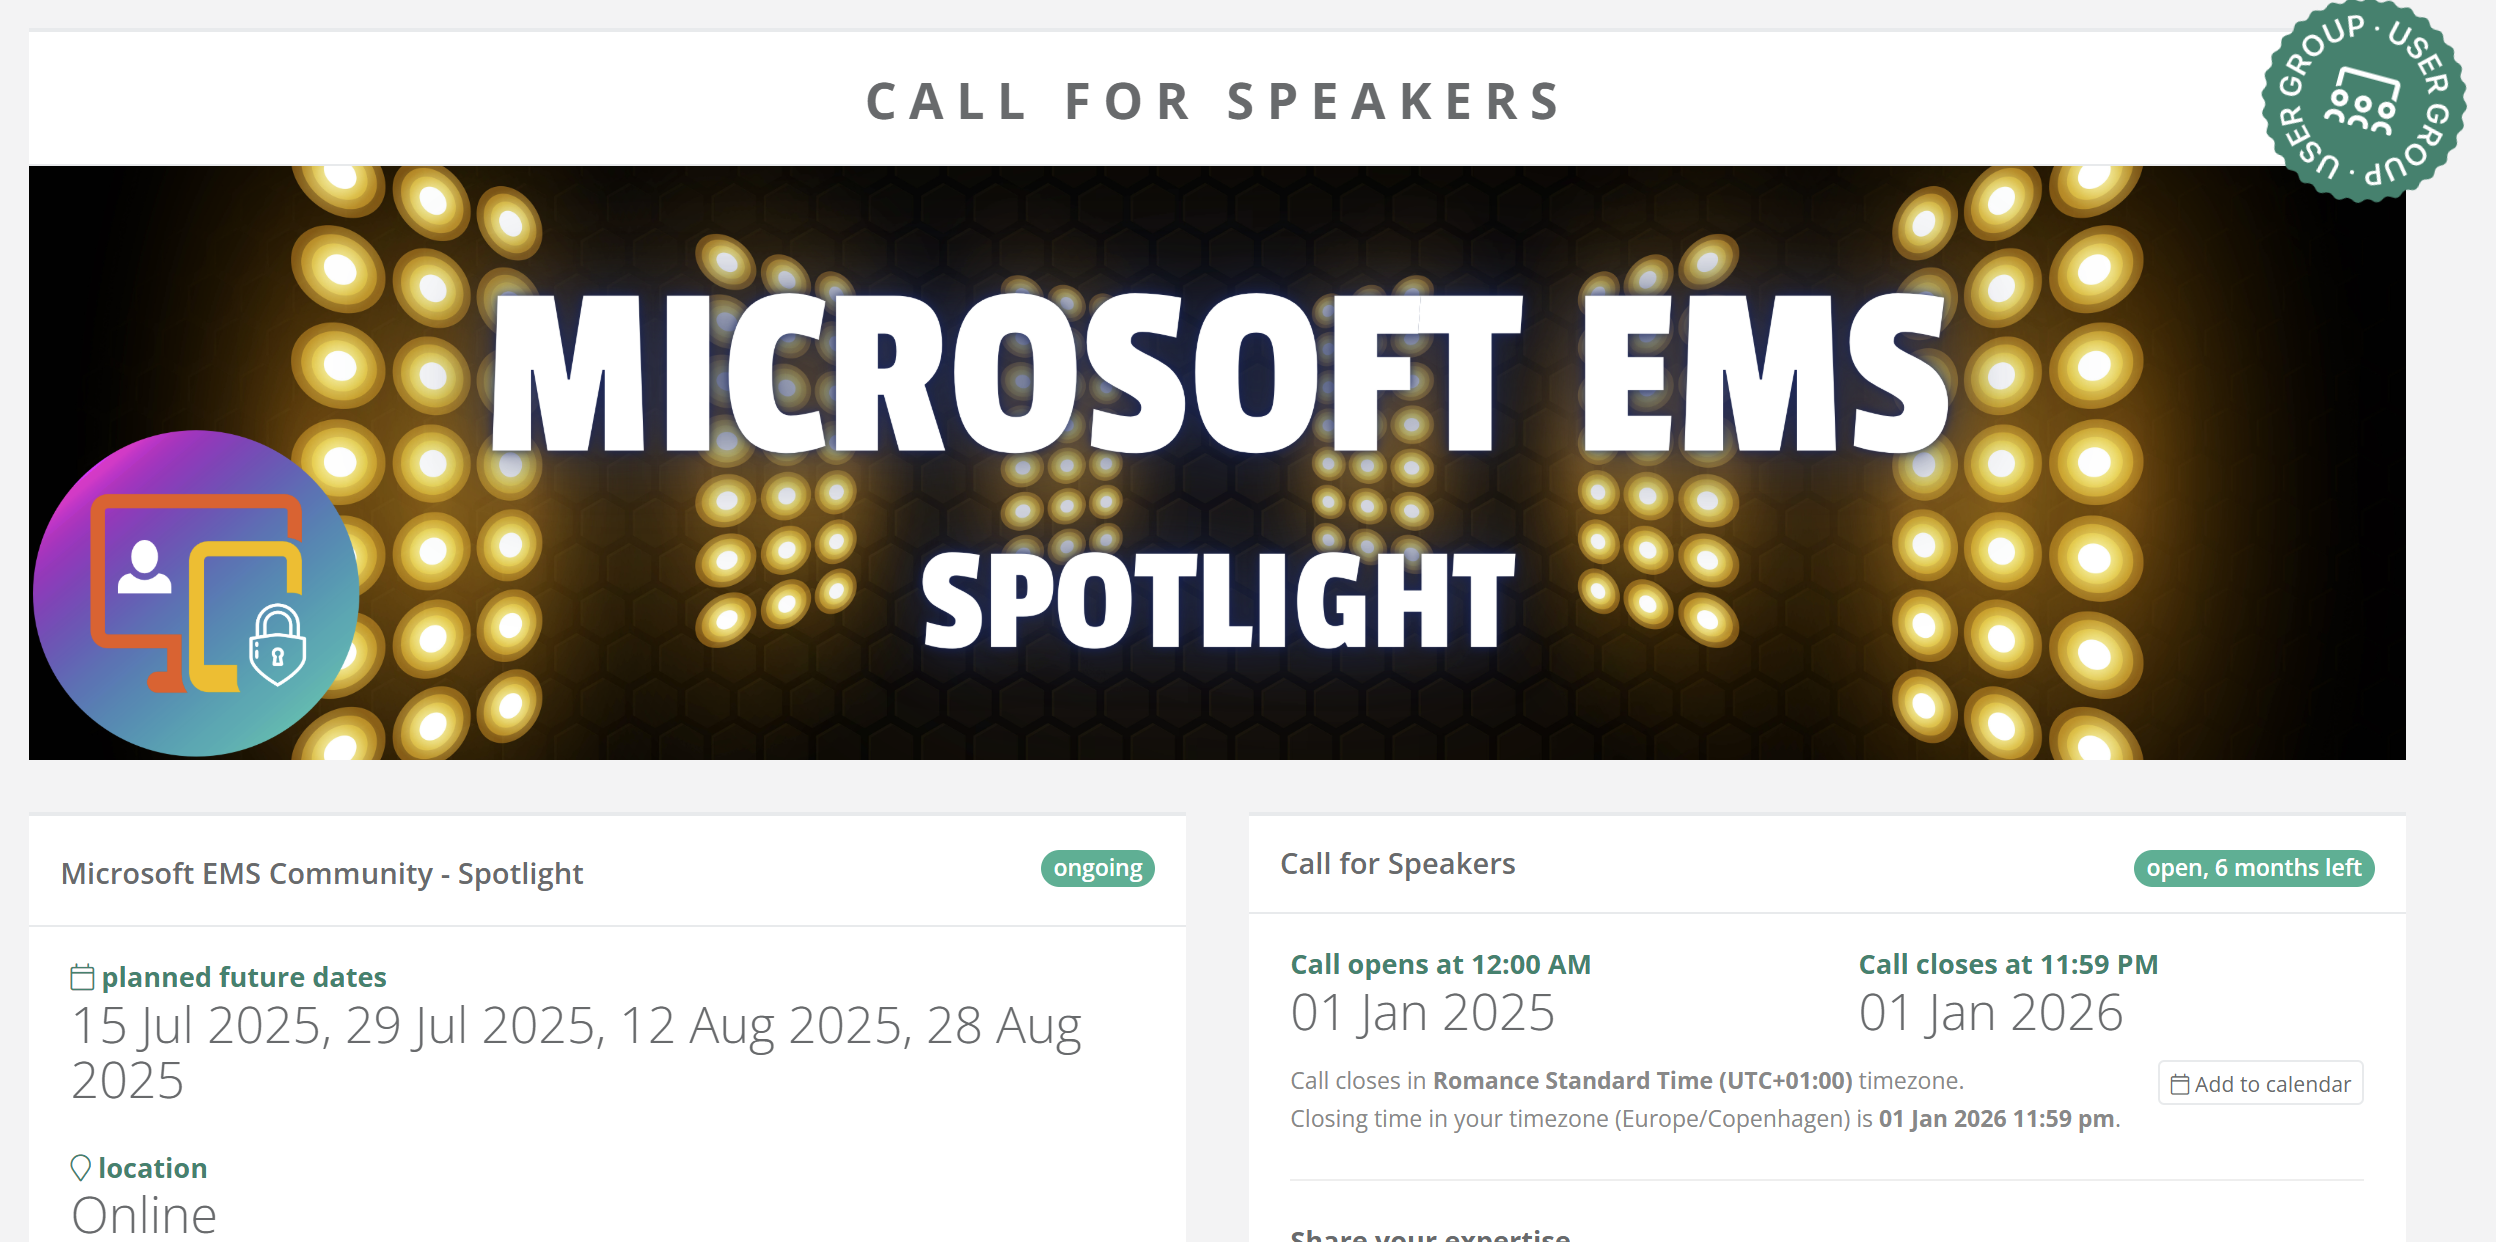 CALL FOR SPEAKERS
USER GROUP · USER GROUP ·
MICROSOFT EMS
SPOTLIGHT
Microsoft EMS Community - Spotlight
ongoing
planned future dates
15 Jul 2025, 29 Jul 2025, 12 Aug 2025, 28 Aug
2025
location
Online
Call for Speakers
open, 6 months left
Call opens at 12:00 AM
01 Jan 2025
Call closes at 11:59 PM
01 Jan 2026
Call closes in Romance Standard Time (UTC+01:00) timezone.
Closing time in your timezone (Europe/Copenhagen) is 01 Jan 2026 11:59 pm.
Add to calendar
Share your expertise